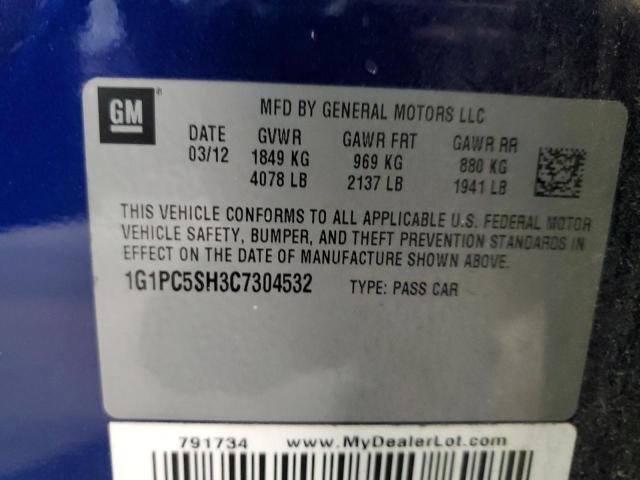 GM
MFD BY GENERAL MOTORS LLC
DATE GVWR GAWR FRT GAWR RR
03/12 1849 KG 969 KG 880 KG
4078 LB 2137 LB 1941 LB
THIS VEHICLE CONFORMS TO ALL APPLICABLE U.S. FEDERAL MOTOR
VEHICLE SAFETY, BUMPER, AND THEFT PREVENTION STANDARDS IN
EFFECT ON THE DATE OF MANUFACTURE SHOWN ABOVE.
1G1PC5SH3C7304532 TYPE: PASS CAR
791734 www.MyDealerLot.com